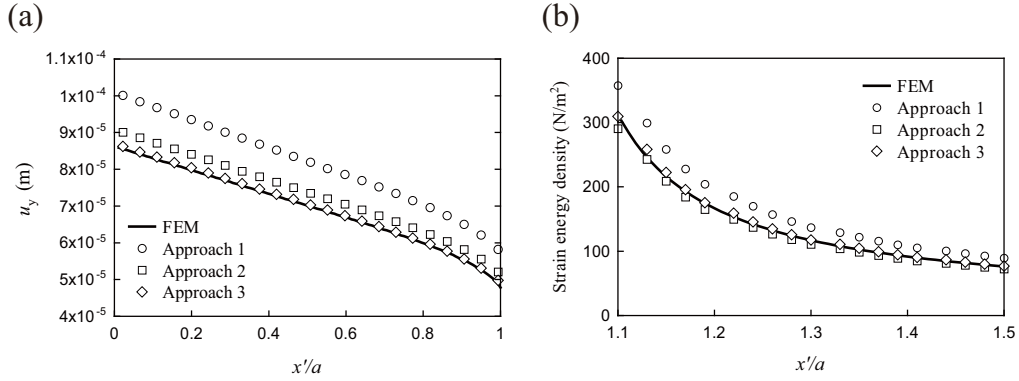 (a)
1.1x10⁻⁴
1x10⁻⁴
9x10⁻⁵
8x10⁻⁵
7x10⁻⁵
6x10⁻⁵
5x10⁻⁵
4x10⁻⁵
u_y (m)
FEM
Approach 1
Approach 2
Approach 3
0 0.2 0.4 0.6 0.8 1
x'/a
(b)
400
300
200
100
0
Strain energy density (N/m²)
FEM
Approach 1
Approach 2
Approach 3
1.1 1.2 1.3 1.4 1.5
x'/a